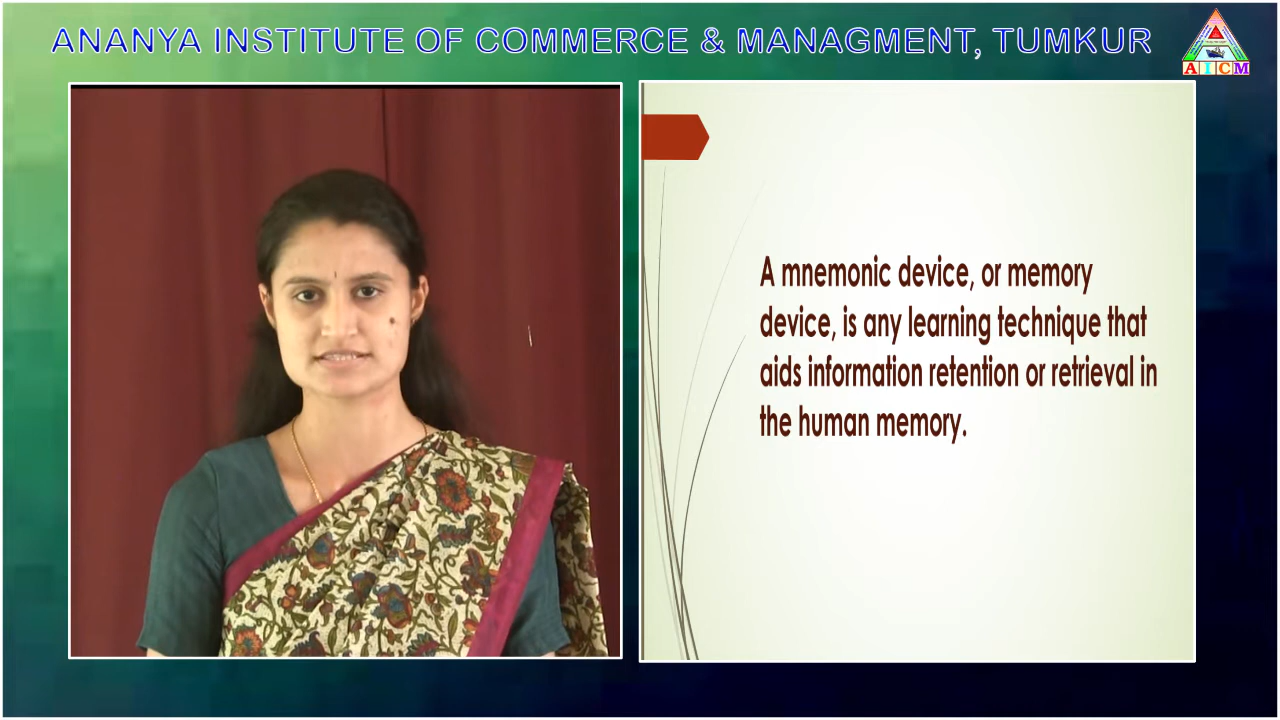 ANANYA INSTITUTE OF COMMERCE & MANAGMENT, TUMKUR
AICM
A mnemonic device, or memory
device, is any learning technique that
aids information retention or retrieval in
the human memory.